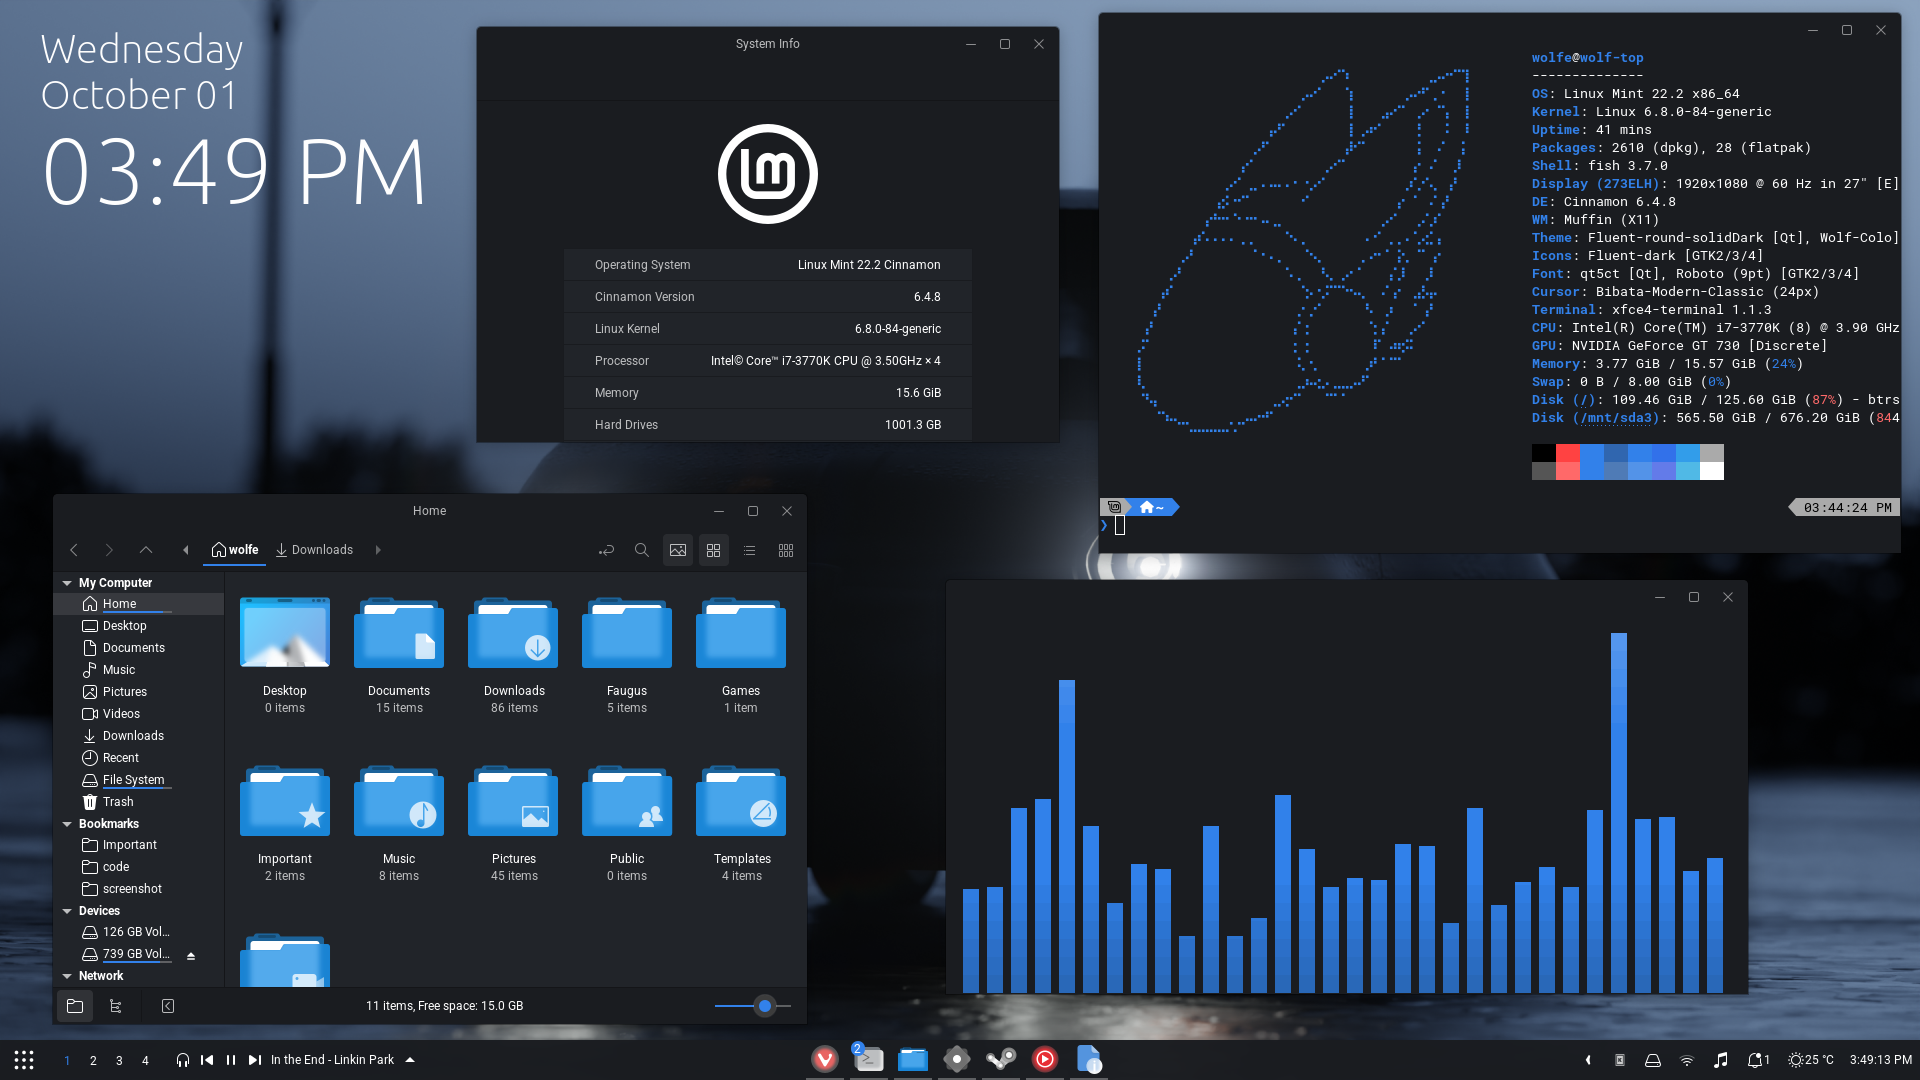 Wednesday
October 01
03:49 PM
System Info
Operating System Linux Mint 22.2 Cinnamon
Cinnamon Version 6.4.8
Linux Kernel 6.8.0-84-generic
Processor Intel© Core™ i7-3770K CPU @ 3.50GHz × 4
Memory 15.6 GiB
Hard Drives 1001.3 GB
wolfe@wolf-top
--------------
OS: Linux Mint 22.2 x86_64
Kernel: Linux 6.8.0-84-generic
Uptime: 41 mins
Packages: 2610 (dpkg), 28 (flatpak)
Shell: fish 3.7.0
Display (273ELH): 1920x1080 @ 60 Hz in 27" [E]
DE: Cinnamon 6.4.8
WM: Muffin (X11)
Theme: Fluent-round-solidDark [Qt], Wolf-Colo]
Icons: Fluent-dark [GTK2/3/4]
Font: qt5ct [Qt], Roboto (9pt) [GTK2/3/4]
Cursor: Bibata-Modern-Classic (24px)
Terminal: xfce4-terminal 1.1.3
CPU: Intel(R) Core(TM) i7-3770K (8) @ 3.90 GHz
GPU: NVIDIA GeForce GT 730 [Discrete]
Memory: 3.77 GiB / 15.57 GiB (24%)
Swap: 0 B / 8.00 GiB (0%)
Disk (/): 109.46 GiB / 125.60 GiB (87%) - btrs
Disk (/mnt/sda3): 565.50 GiB / 676.20 GiB (844
~
03:44:24 PM
❯
Home
wolfe Downloads
My Computer
Home
Desktop
Documents
Music
Pictures
Videos
Downloads
Recent
File System
Trash
Bookmarks
Important
code
screenshot
Devices
126 GB Vol...
739 GB Vol...
Network
Desktop
0 items
Documents
15 items
Downloads
86 items
Faugus
5 items
Games
1 item
Important
2 items
Music
8 items
Pictures
45 items
Public
0 items
Templates
4 items
11 items, Free space: 15.0 GB
1 2 3 4
In the End - Linkin Park
2
1
1
25 °C
3:49:13 PM